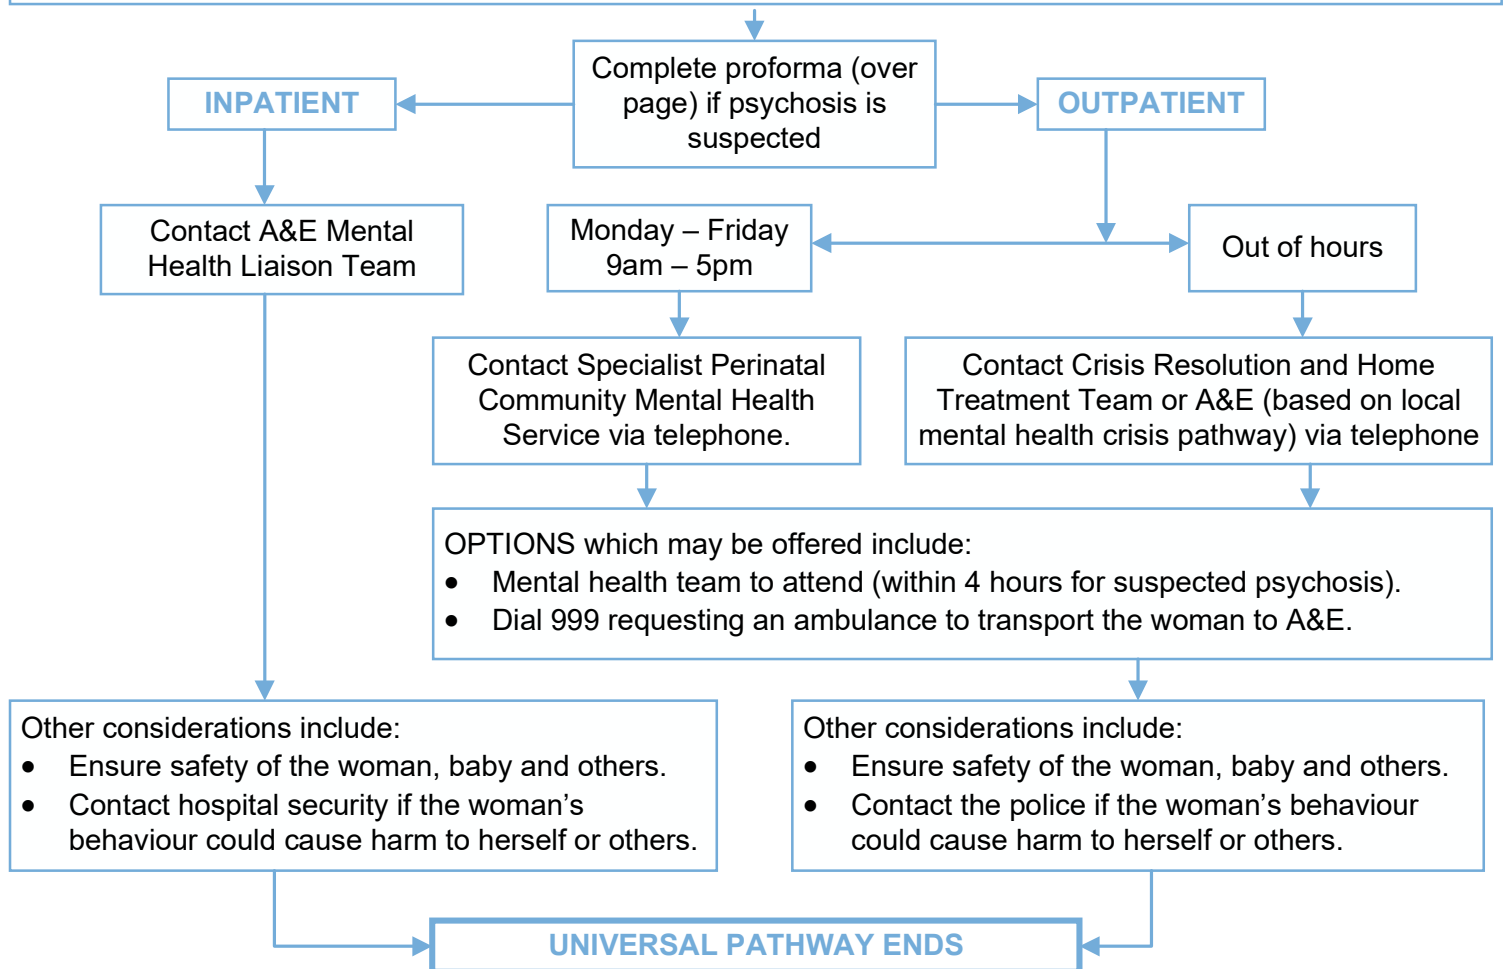 Complete proforma (over
page) if psychosis is
suspected
INPATIENT
OUTPATIENT
Contact A&E Mental
Health Liaison Team
Monday – Friday
9am – 5pm
Out of hours
Contact Specialist Perinatal
Community Mental Health
Service via telephone.
Contact Crisis Resolution and Home
Treatment Team or A&E (based on local
mental health crisis pathway) via telephone
OPTIONS which may be offered include:
• Mental health team to attend (within 4 hours for suspected psychosis).
• Dial 999 requesting an ambulance to transport the woman to A&E.
Other considerations include:
• Ensure safety of the woman, baby and others.
• Contact hospital security if the woman’s
behaviour could cause harm to herself or others.
Other considerations include:
• Ensure safety of the woman, baby and others.
• Contact the police if the woman’s behaviour
could cause harm to herself or others.
UNIVERSAL PATHWAY ENDS